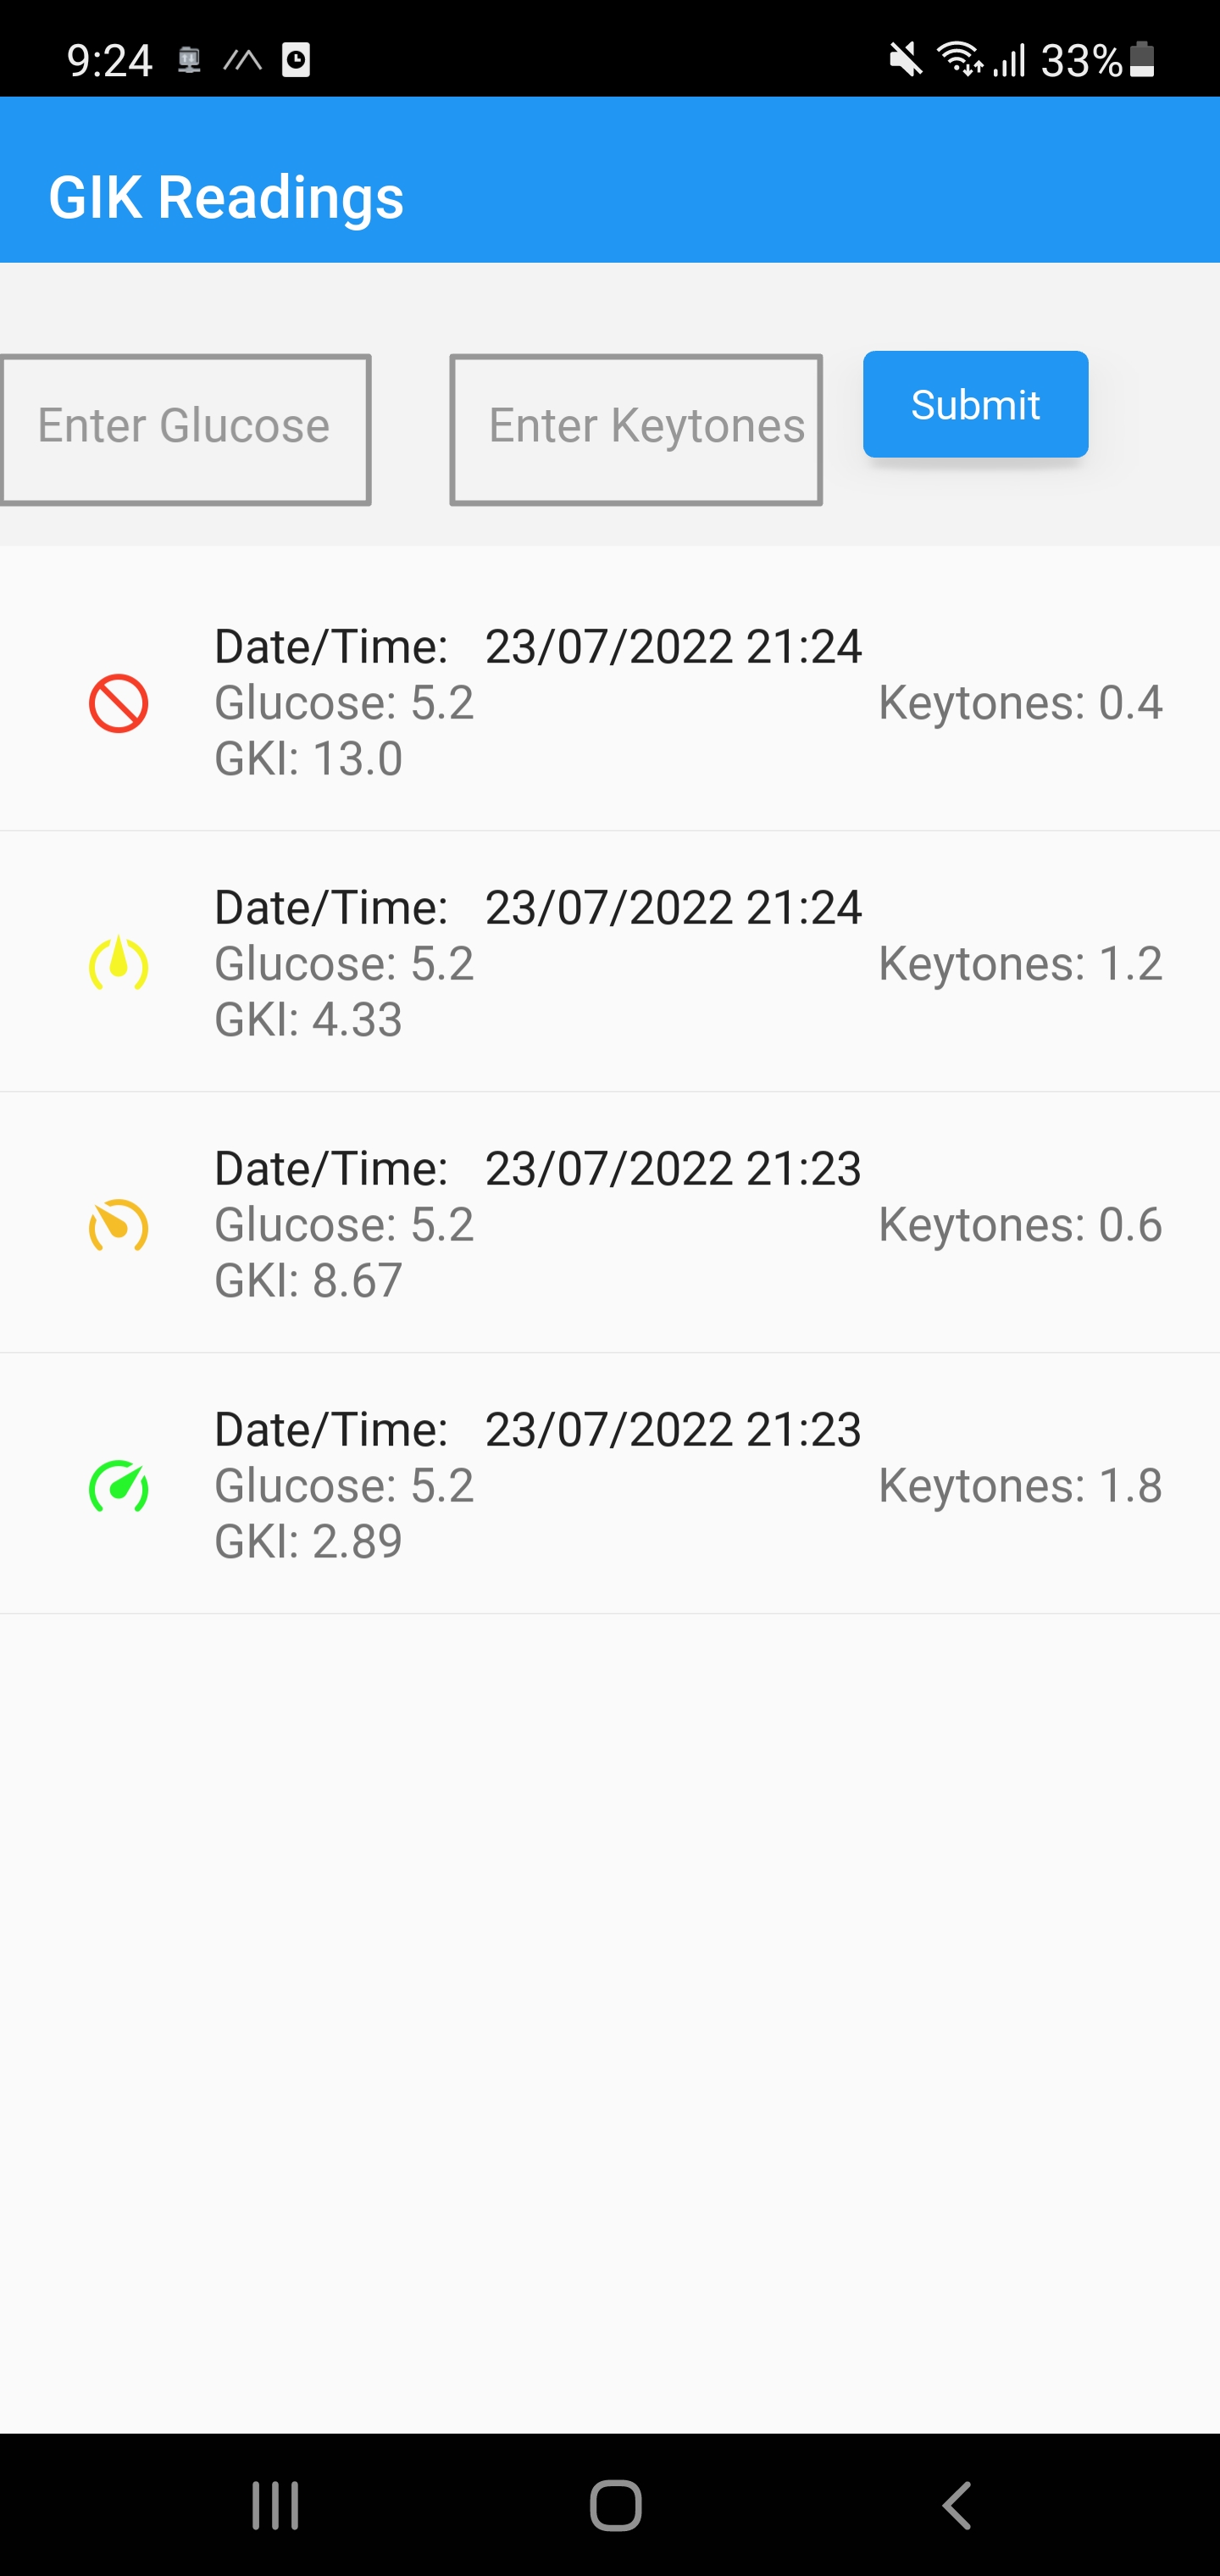 9:24 33%
GIK Readings
Enter Glucose Enter Keytones Submit
Date/Time: 23/07/2022 21:24
Glucose: 5.2 Keytones: 0.4
GKI: 13.0
Date/Time: 23/07/2022 21:24
Glucose: 5.2 Keytones: 1.2
GKI: 4.33
Date/Time: 23/07/2022 21:23
Glucose: 5.2 Keytones: 0.6
GKI: 8.67
Date/Time: 23/07/2022 21:23
Glucose: 5.2 Keytones: 1.8
GKI: 2.89